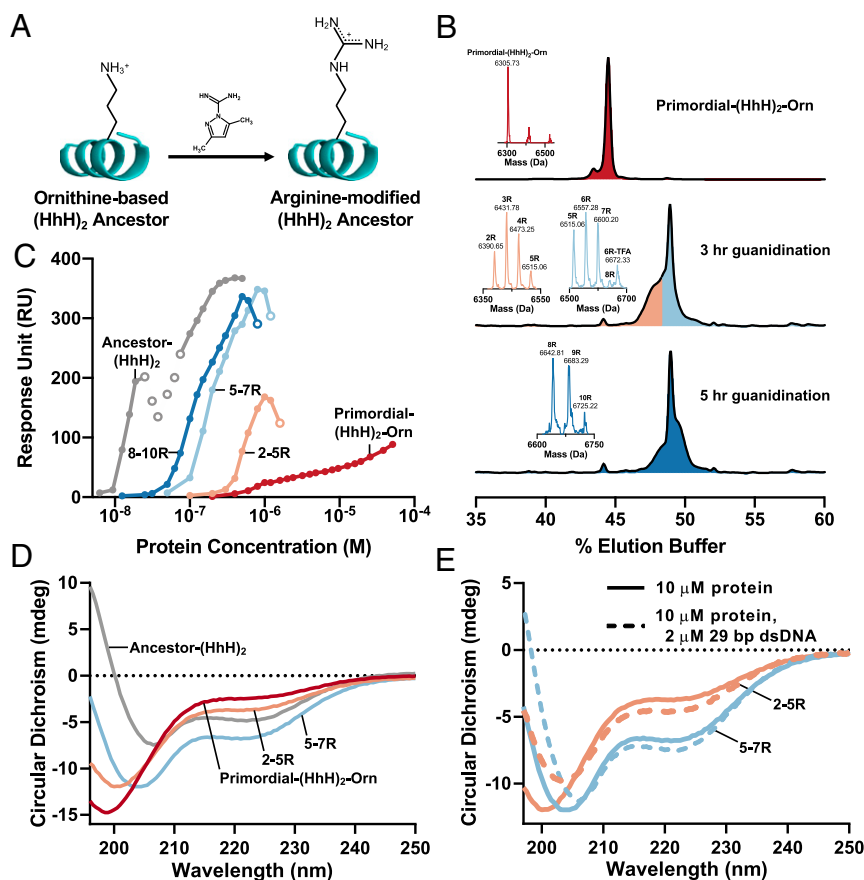 A
NH3+
Ornithine-based
(HhH)2 Ancestor
HN
NH2
N
N
CH3
H3C
H2N
+
NH2
NH
Arginine-modified
(HhH)2 Ancestor
B
Primordial-(HhH)2-Orn
6305.73
6300 6500
Mass (Da)
Primordial-(HhH)2-Orn
2R
6390.65
3R
6431.78
4R
6473.25
5R
6515.06
6350 6550
Mass (Da)
5R
6515.06
6R
6557.28
7R
6600.20
8R
6R-TFA
6672.33
6500 6700
Mass (Da)
3 hr guanidination
8R
6642.81
9R
6683.29
10R
6725.22
6600 6750
Mass (Da)
5 hr guanidination
35 40 45 50 55 60
% Elution Buffer
C
Response Unit (RU)
400
300
200
100
0
Ancestor-
(HhH)2
8-10R
5-7R
2-5R
Primordial-
(HhH)2-Orn
10-8 10-7 10-6 10-5 10-4
Protein Concentration (M)
D
Circular Dichroism (mdeg)
10
5
0
-5
-10
-15
Ancestor-(HhH)2
5-7R
2-5R
Primordial-(HhH)2-Orn
200 210 220 230 240 250
Wavelength (nm)
E
Circular Dichroism (mdeg)
5
0
-5
-10
10 μM protein
10 μM protein,
2 μM 29 bp dsDNA
2-5R
5-7R
200 210 220 230 240 250
Wavelength (nm)